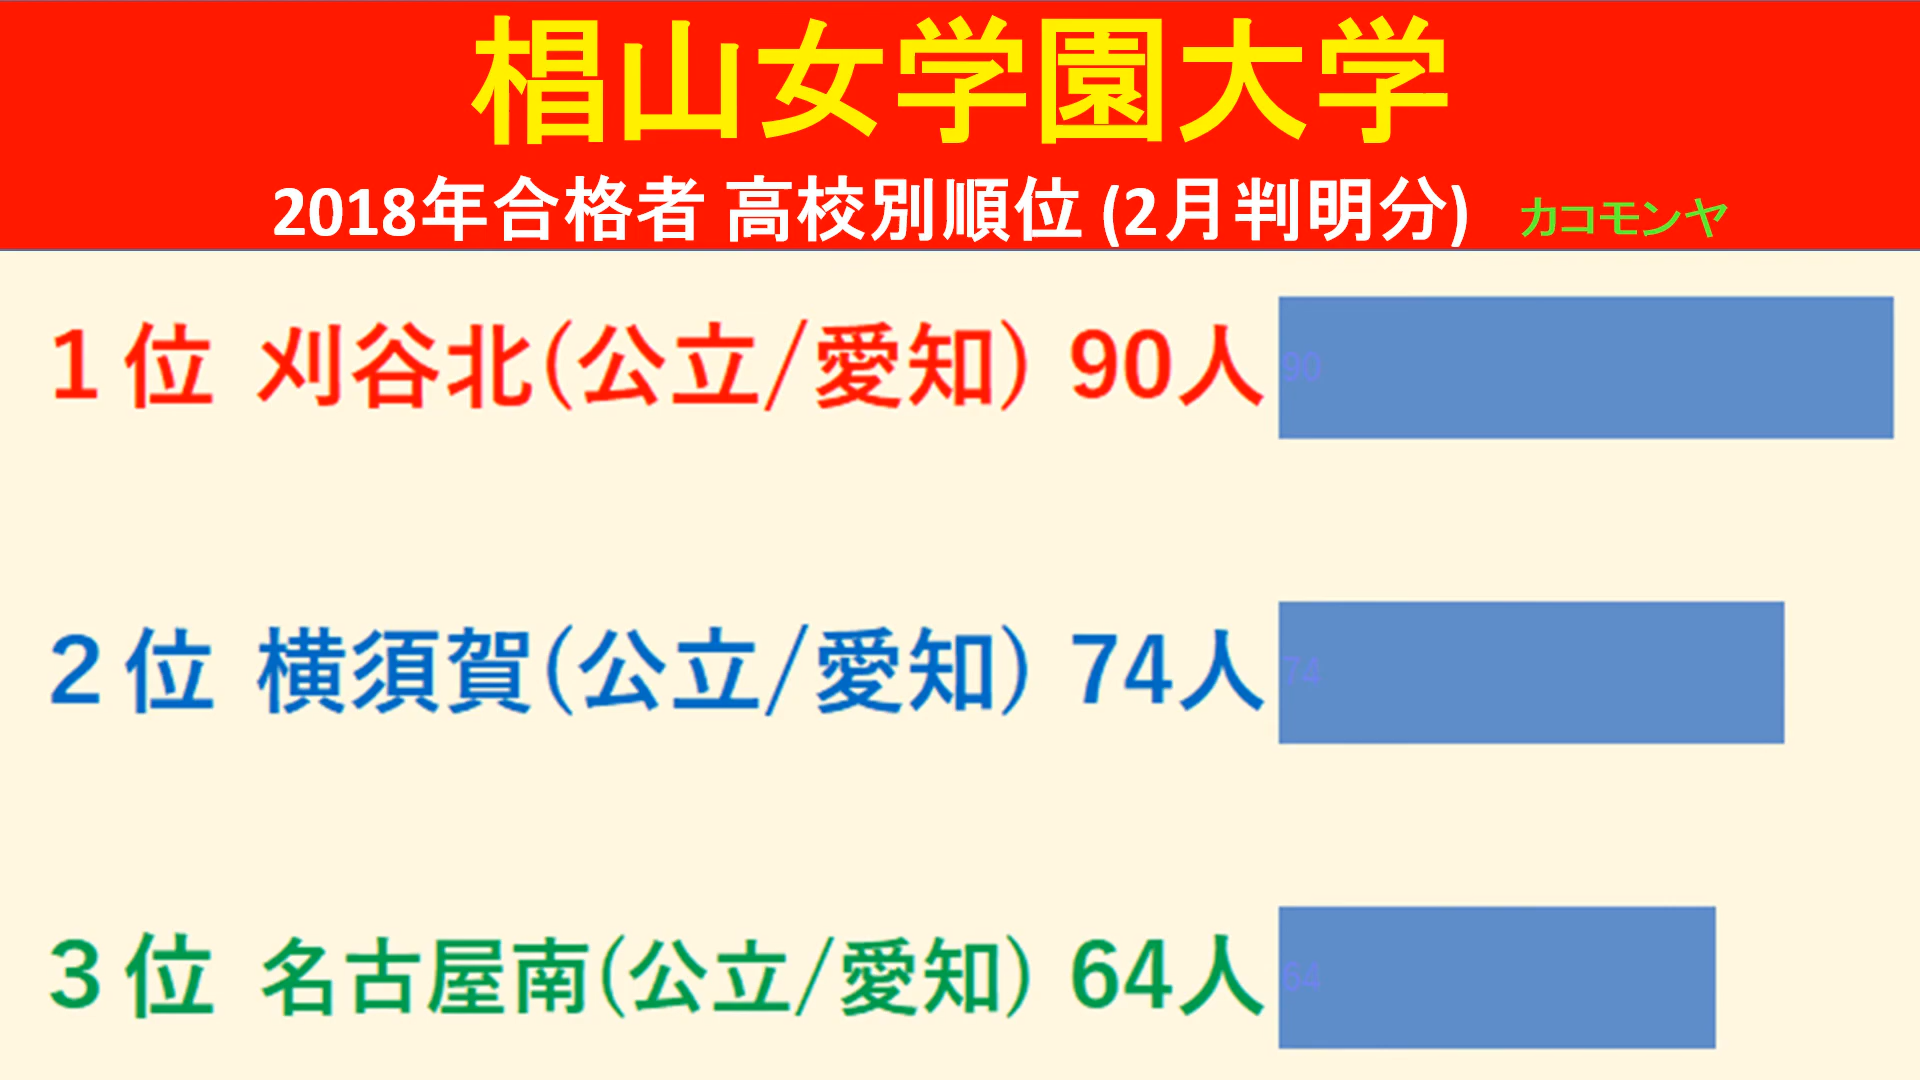 椙山女学園大学
2018年合格者 高校別順位 (2月判明分) カコモンヤ
1位 刈谷北(公立/愛知) 90人 90
2位 横須賀(公立/愛知) 74人 74
3位 名古屋南(公立/愛知) 64人 64